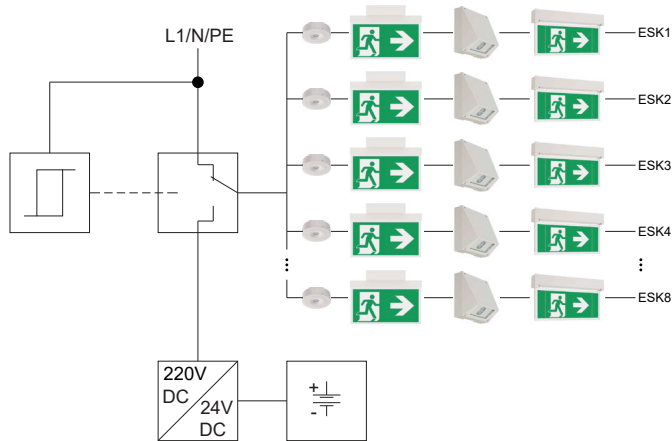 L1/N/PE
ESK1
ESK2
ESK3
ESK4
ESK8
220V
DC
24V
DC
+
-